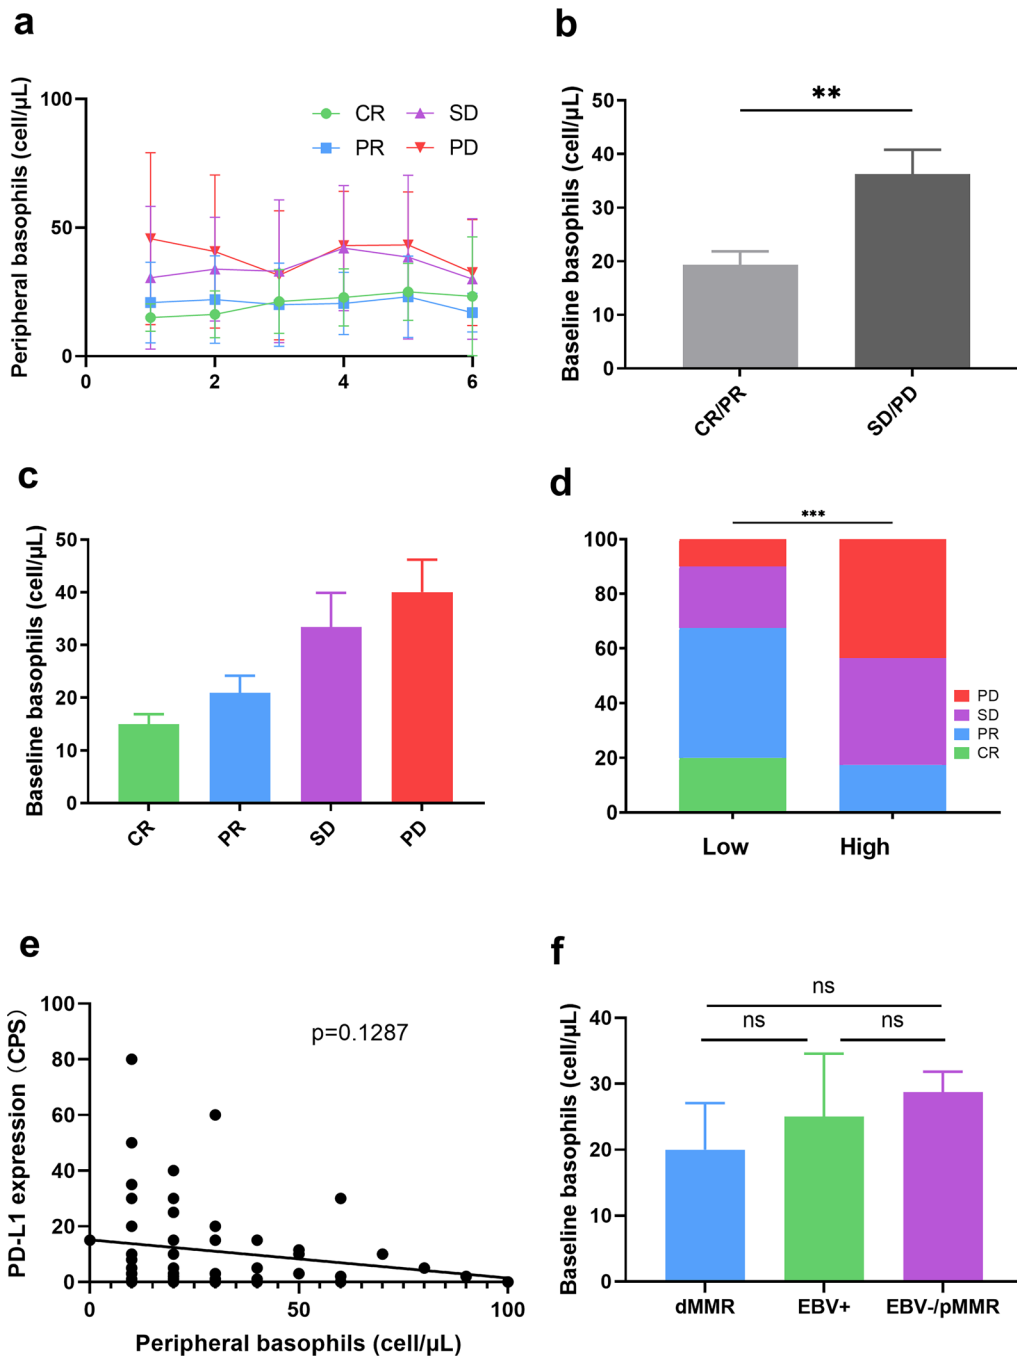 a
Peripheral basophils (cell/μL)
100
50
0
0 2 4 6
CR SD
PR PD
b
Baseline basophils (cell/μL)
**
50
40
30
20
10
0
CR/PR SD/PD
c
Baseline basophils (cell/μL)
50
40
30
20
10
0
CR PR SD PD
d
***
100
80
60
40
20
0
Low High
PD
SD
PR
CR
e
PD-L1 expression (CPS)
100
80
60
40
20
0
p=0.1287
0 50 100
Peripheral basophils (cell/μL)
f
Baseline basophils (cell/μL)
ns
ns ns
40
30
20
10
0
dMMR EBV+ EBV-/pMMR